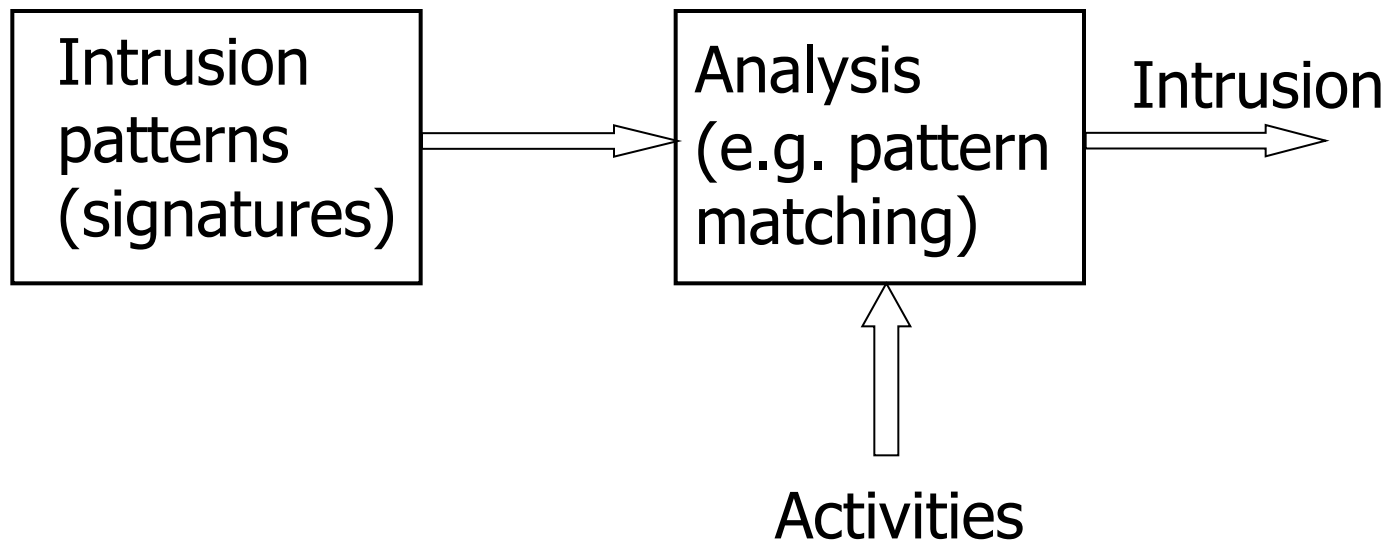 Intrusion
patterns
(signatures)
Analysis
(e.g. pattern
matching)
Intrusion
Activities